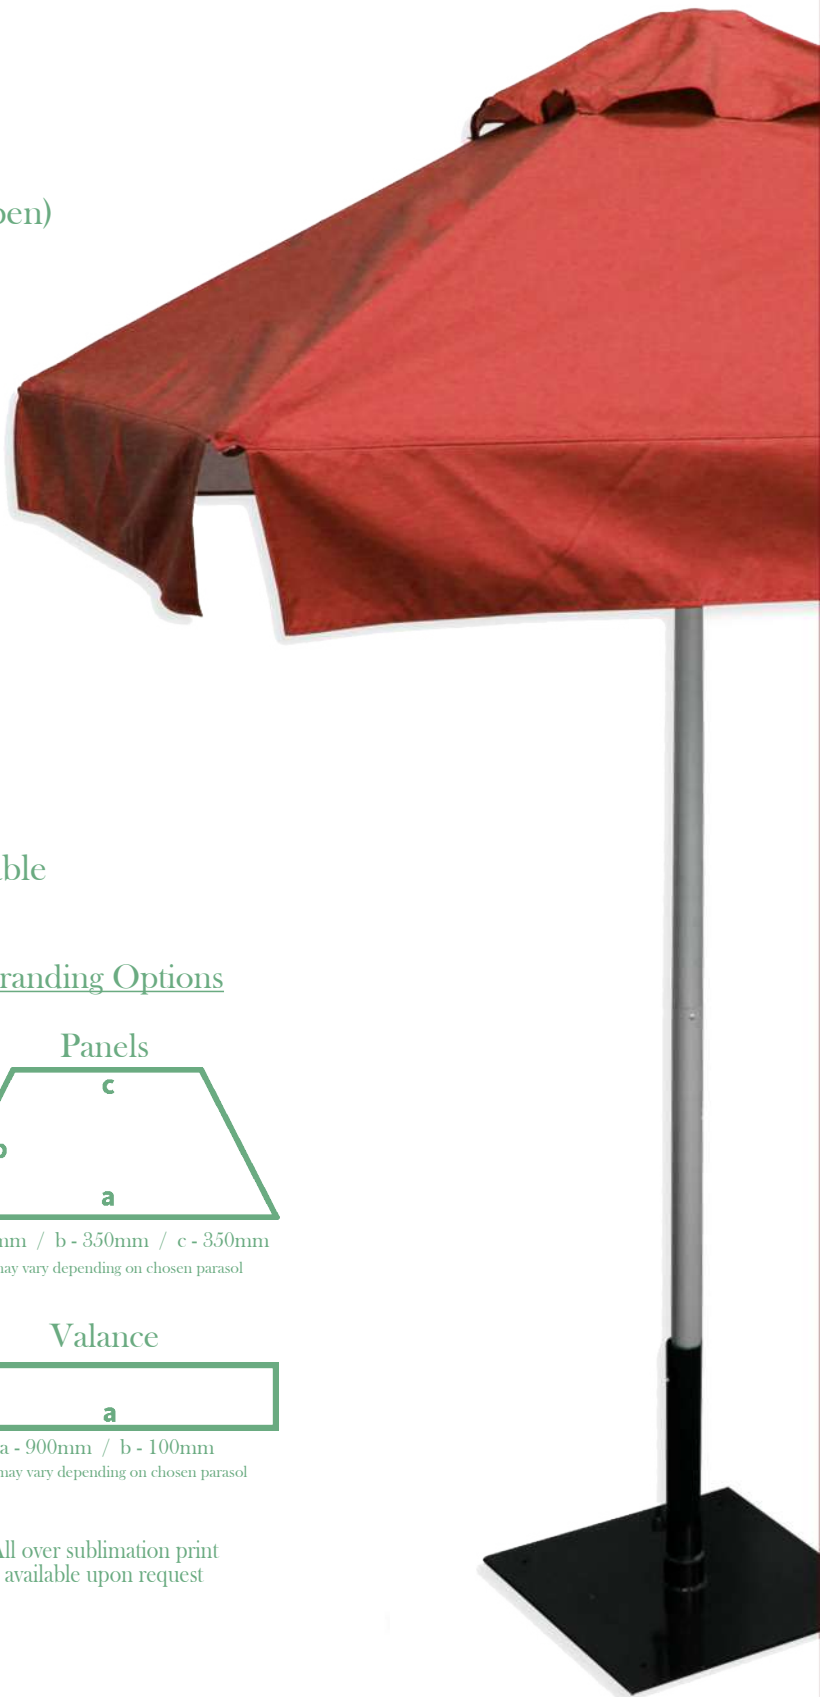 pen)
ble
randing Options
Panels
c
b
a
mm / b - 350mm / c - 350mm
may vary depending on chosen parasol
Valance
a
a - 900mm / b - 100mm
may vary depending on chosen parasol
All over sublimation print
available upon request